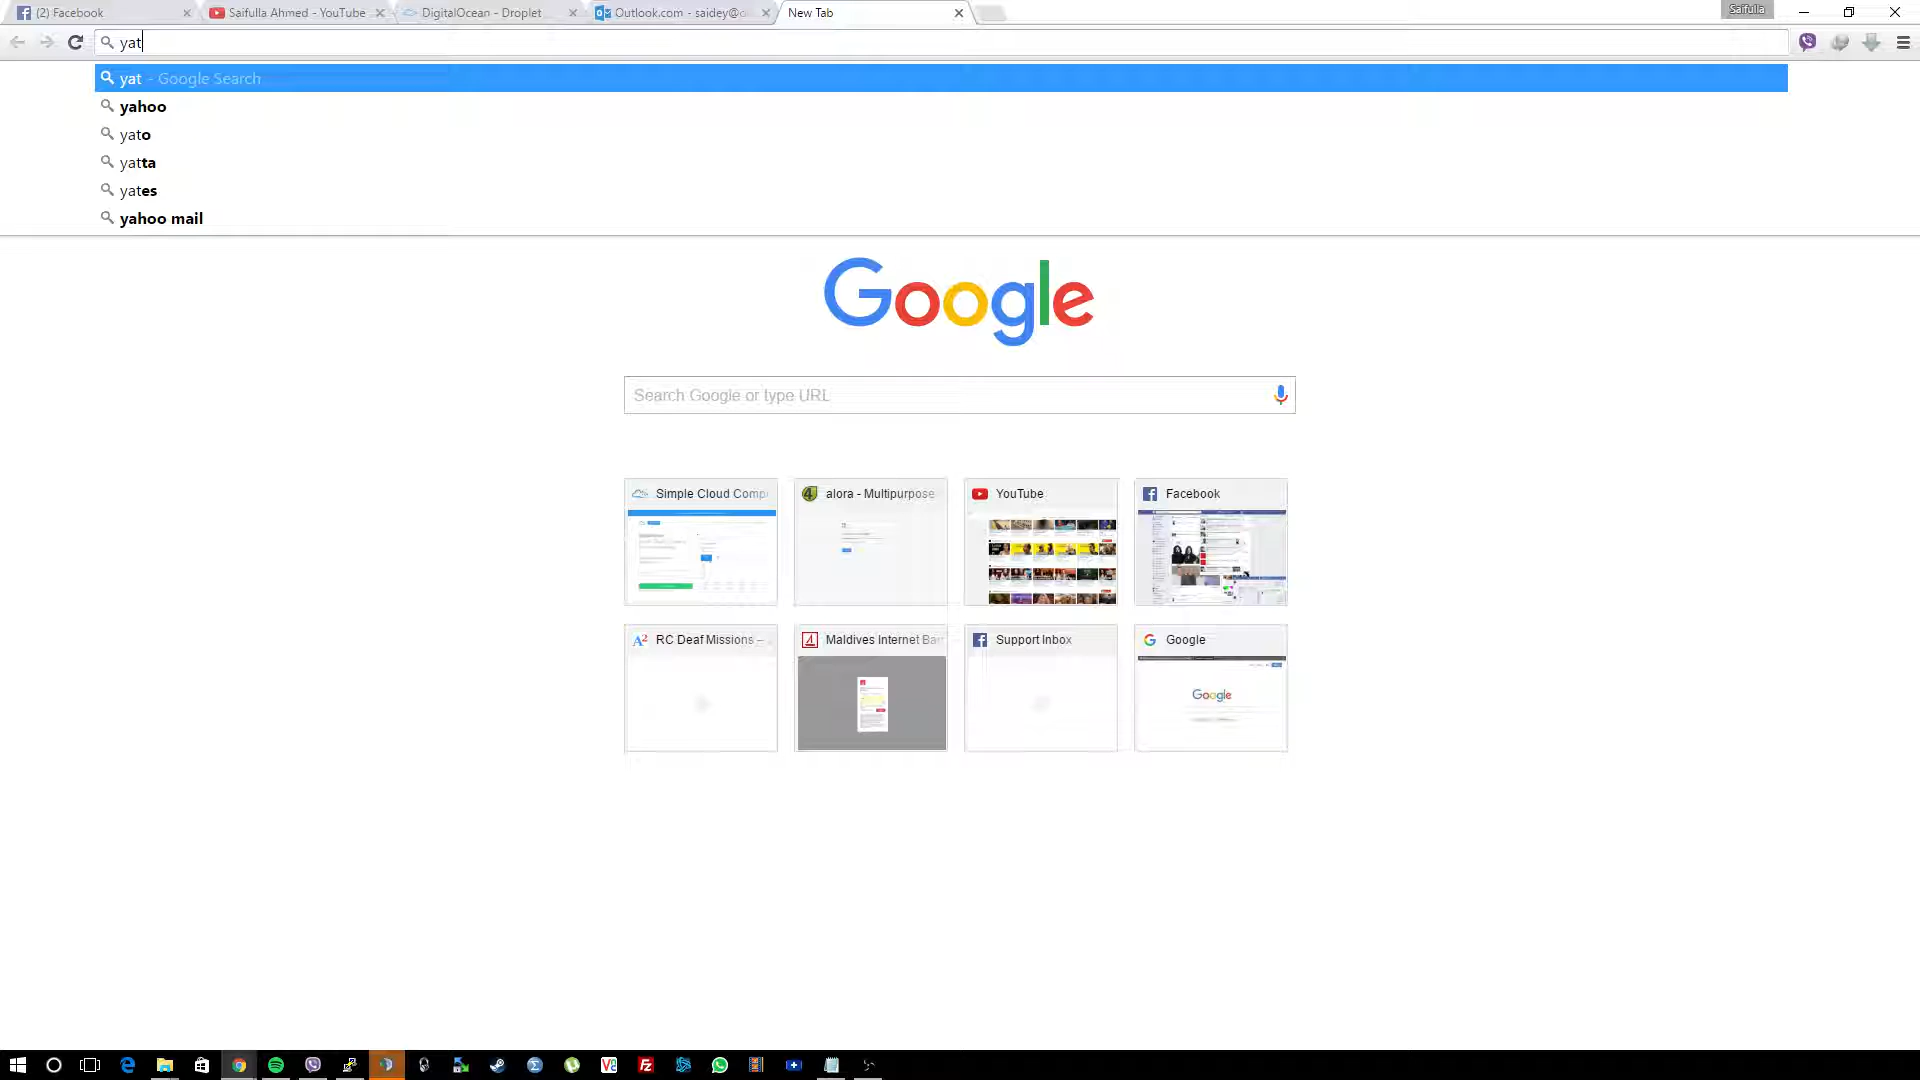 (2) Facebook
Saifulla Ahmed - YouTube
DigitalOcean - Droplet
Outlook.com - saidey@o
New Tab
Saifulla
yat
yat - Google Search
yahoo
yato
yatta
yates
yahoo mail
Google
Search Google or type URL
Simple Cloud Comp
alora - Multipurpose
YouTube
Facebook
RC Deaf Missions –
Maldives Internet Ban
Support Inbox
Google
Google